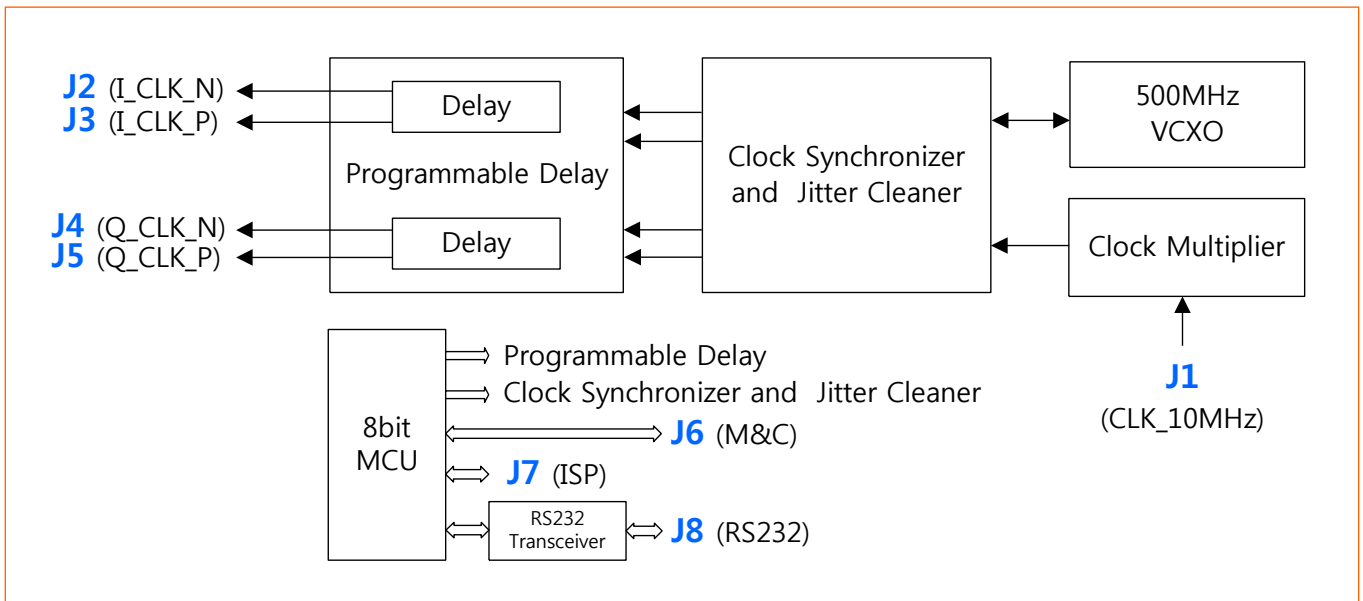 J2 (I_CLK_N)
J3 (I_CLK_P)
Delay
Programmable Delay
J4 (Q_CLK_N)
J5 (Q_CLK_P)
Delay
Clock Synchronizer
and Jitter Cleaner
500MHz
VCXO
Clock Multiplier
J1
(CLK_10MHz)
8bit
MCU
Programmable Delay
Clock Synchronizer and Jitter Cleaner
J6 (M&C)
J7 (ISP)
RS232
Transceiver
J8 (RS232)